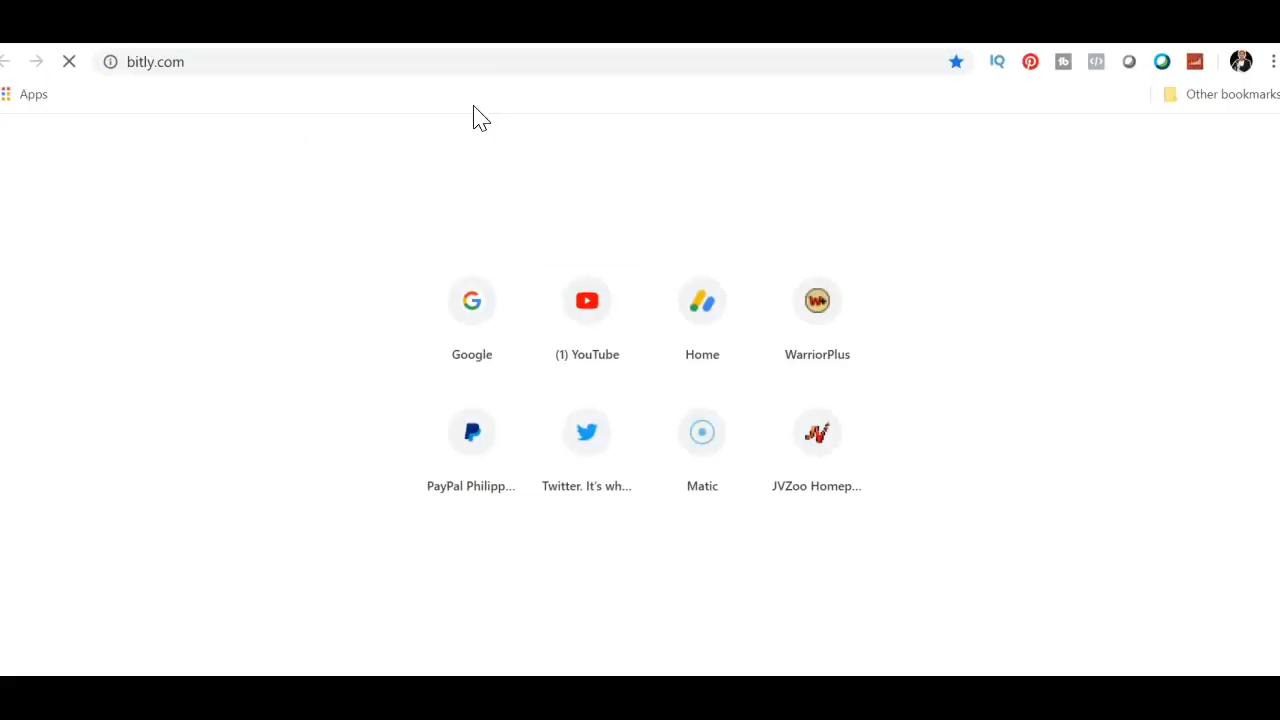 bitly.com
IQ
tb
Apps
Other bookmarks
Google
(1) YouTube
Home
WarriorPlus
PayPal Philipp...
Twitter. It's wh...
Matic
JVZoo Homep...